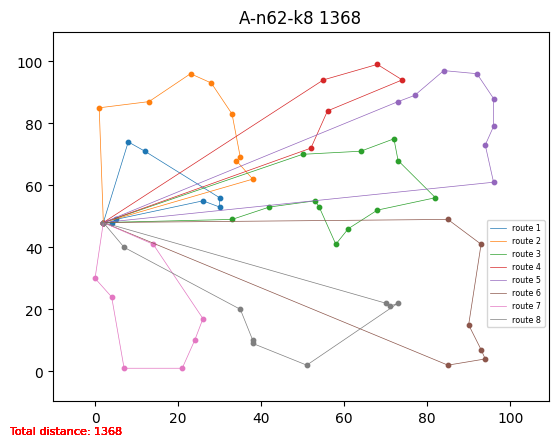 A-n62-k8 1368
100
80
60
40
20
0
0 20 40 60 80 100
route 1
route 2
route 3
route 4
route 5
route 6
route 7
route 8
Total distance: 1368